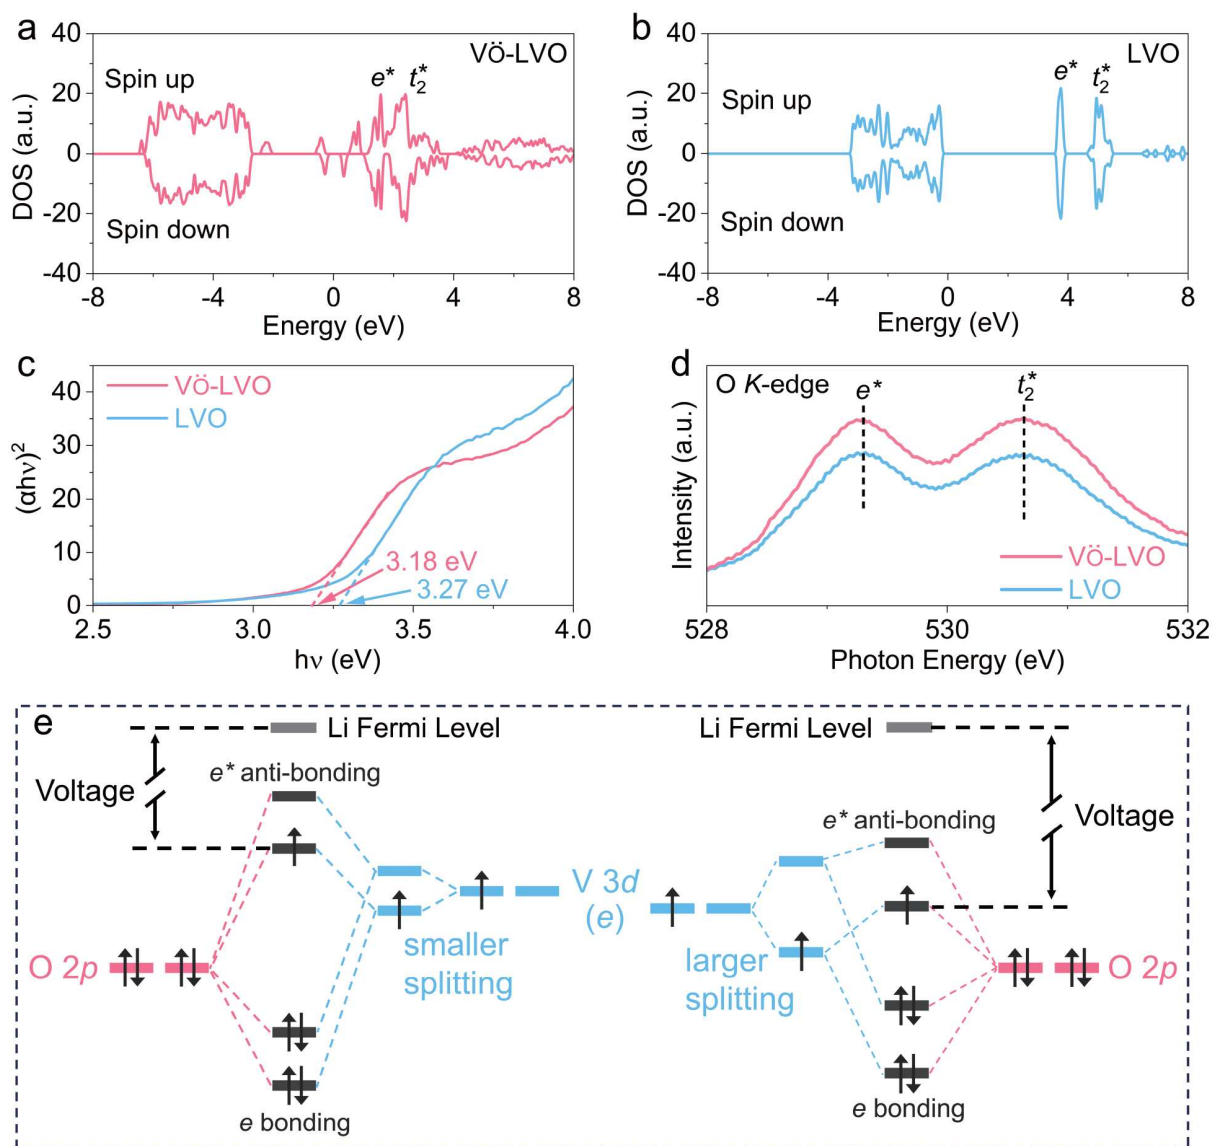 a
40
20
0
-20
-40
DOS (a.u.)
Spin up
Spin down
e*
t₂*
VÖ-LVO
-8 -4 0 4 8
Energy (eV)
b
40
20
0
-20
-40
DOS (a.u.)
Spin up
Spin down
e*
t₂*
LVO
-8 -4 0 4 8
Energy (eV)
c
40
30
20
10
0
(αhν)²
VÖ-LVO
LVO
3.18 eV
3.27 eV
2.5 3.0 3.5 4.0
hν (eV)
d
O K-edge
e*
t₂*
Intensity (a.u.)
VÖ-LVO
LVO
528 530 532
Photon Energy (eV)
e
Li Fermi Level
e* anti-bonding
Voltage
O 2p
smaller
splitting
e bonding
V 3d
(e)
Li Fermi Level
e* anti-bonding
Voltage
larger
splitting
O 2p
e bonding